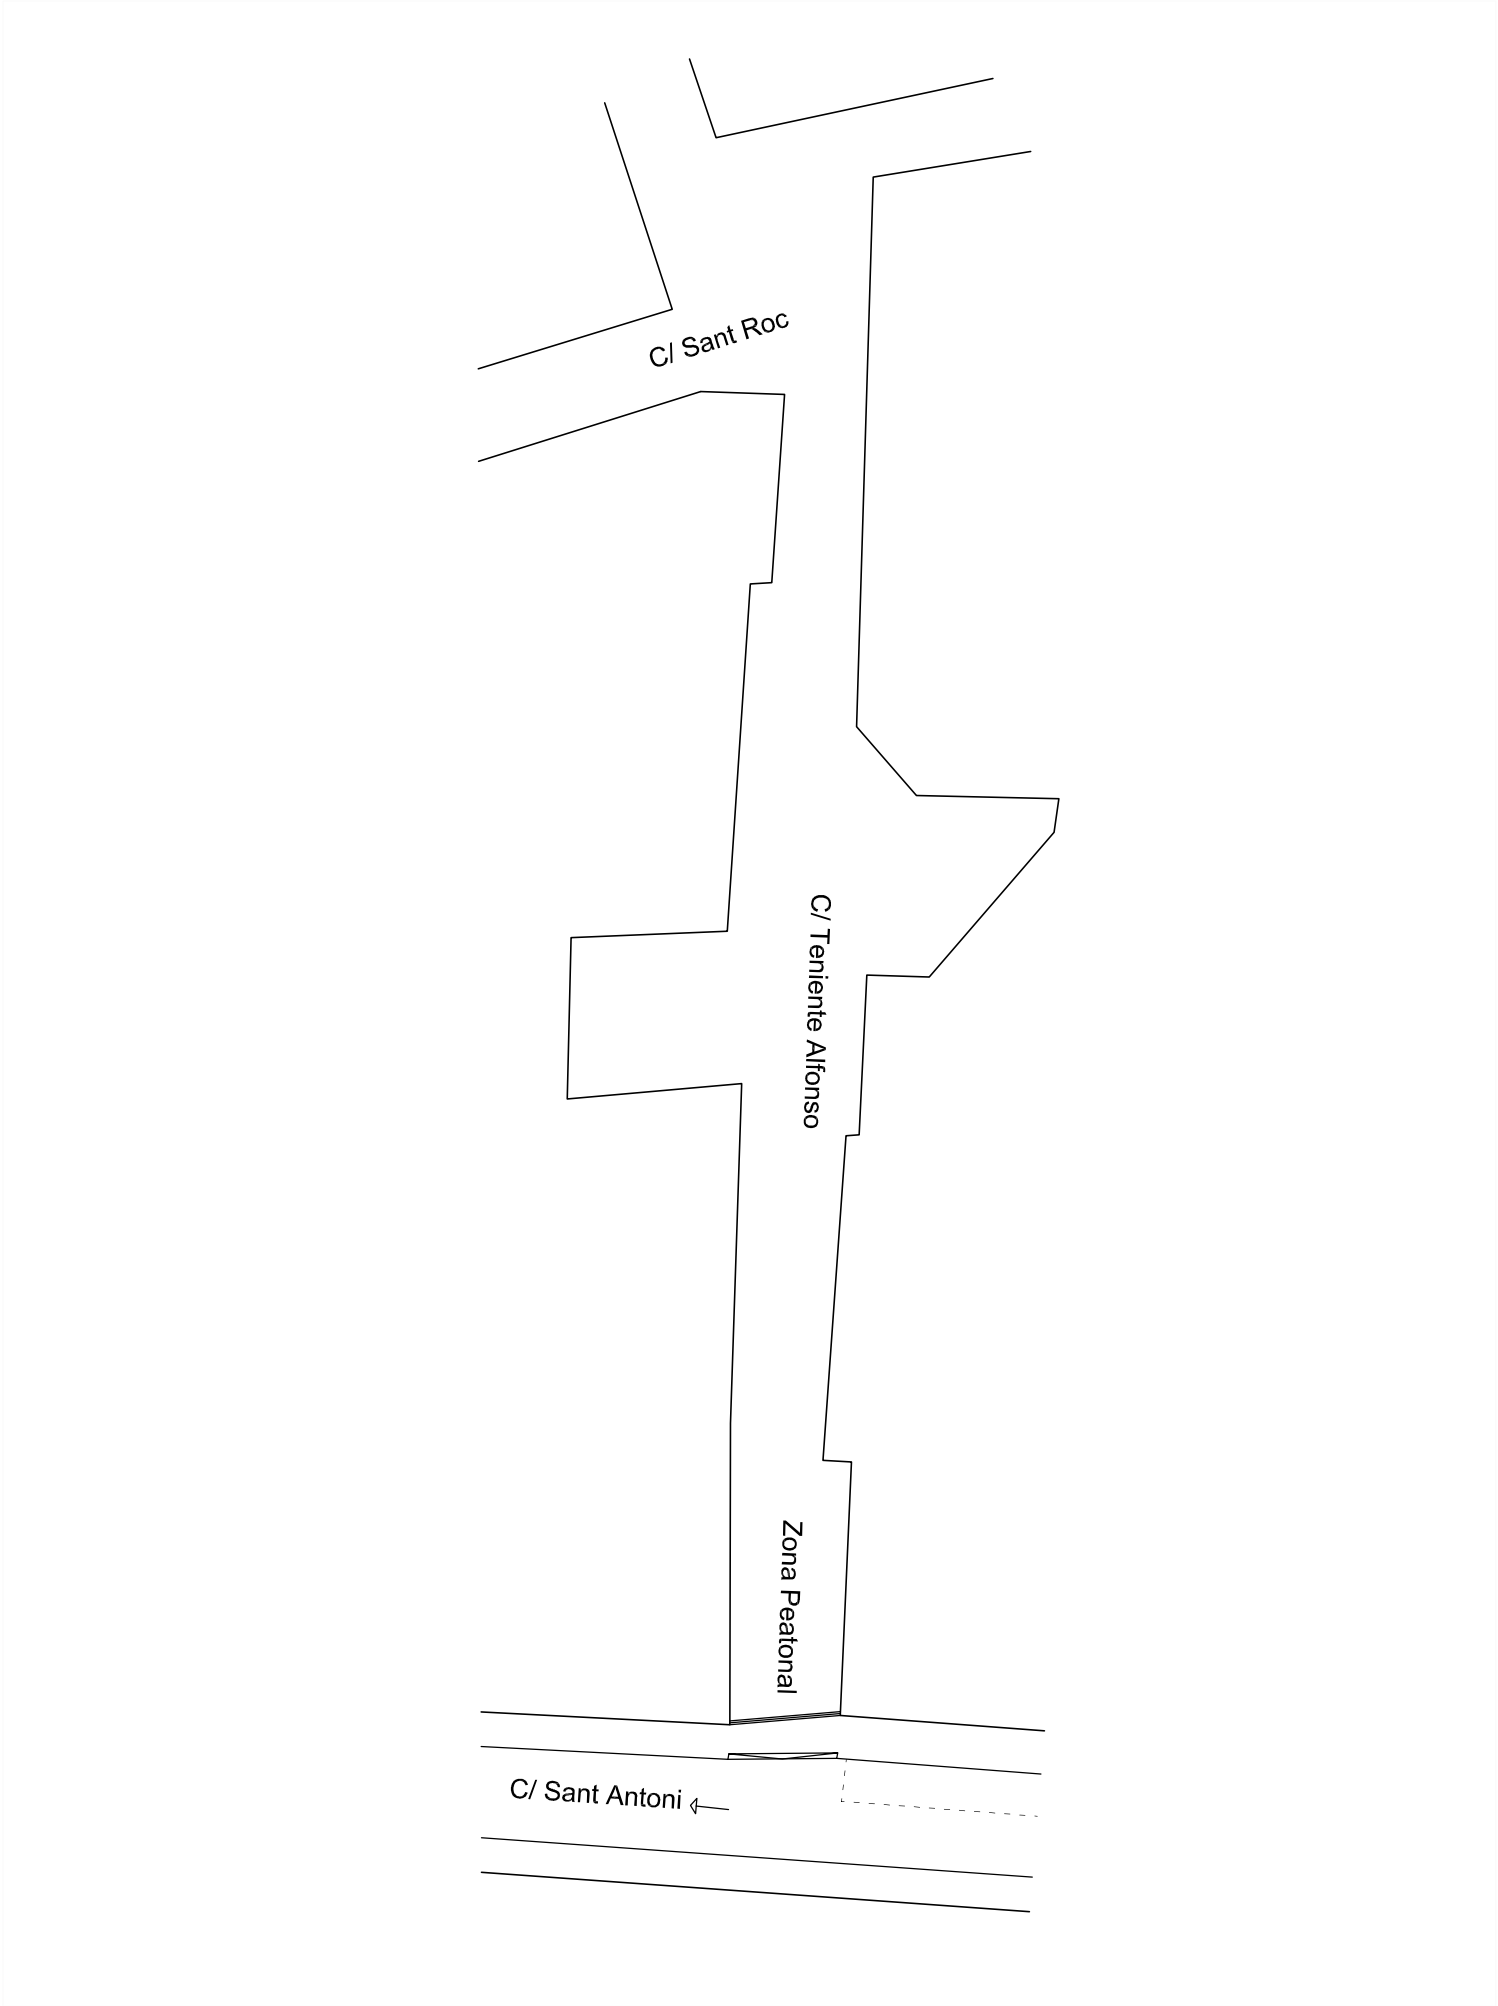 C/ Sant Roc
C/ Teniente Alfonso
Zona Peatonal
C/ Sant Antoni